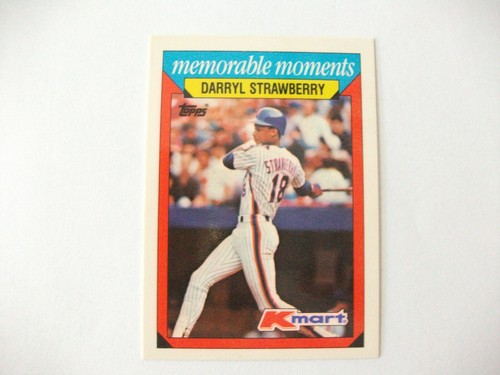 memorable moments
DARRYL STRAWBERRY
Topps
STRAWBERRY
18
Kmart